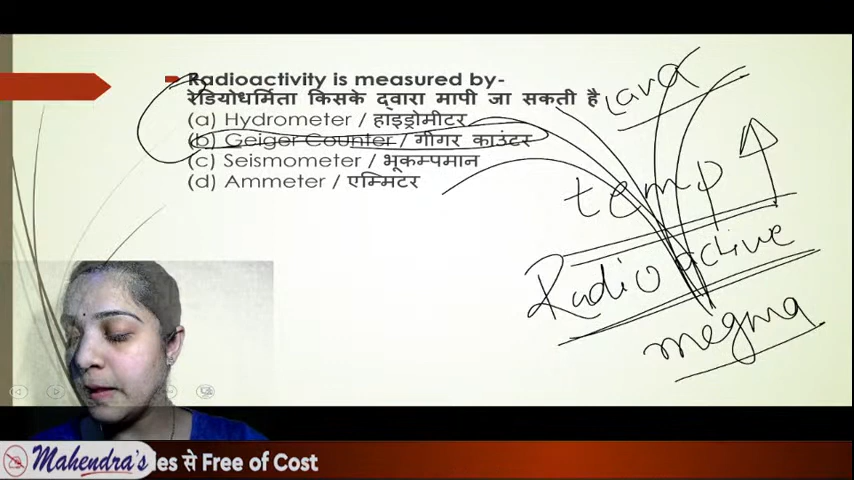 Radioactivity is measured by-
रेडियोधर्मिता किसके द्वारा मापी जा सकती है
(a) Hydrometer / हाइड्रोमीटर
(b) Geiger Counter / गीगर काउंटर
(c) Seismometer / भूकम्पमान
(d) Ammeter / एम्मिटर
Lava
temp
Radio active
megma
Mahendra's
les से Free of Cost